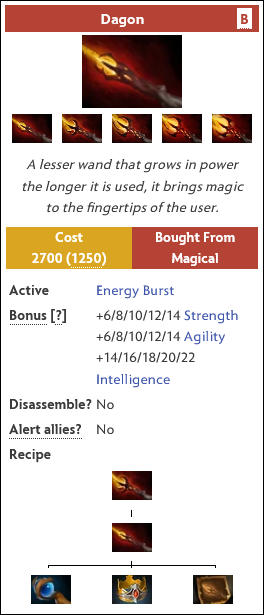 Dagon B
A lesser wand that grows in power
the longer it is used, it brings magic
to the fingertips of the user.
Cost
2700 (1250)
Bought From
Magical
Active Energy Burst
Bonus [?] +6/8/10/12/14 Strength
+6/8/10/12/14 Agility
+14/16/18/20/22
Intelligence
Disassemble? No
Alert allies? No
Recipe